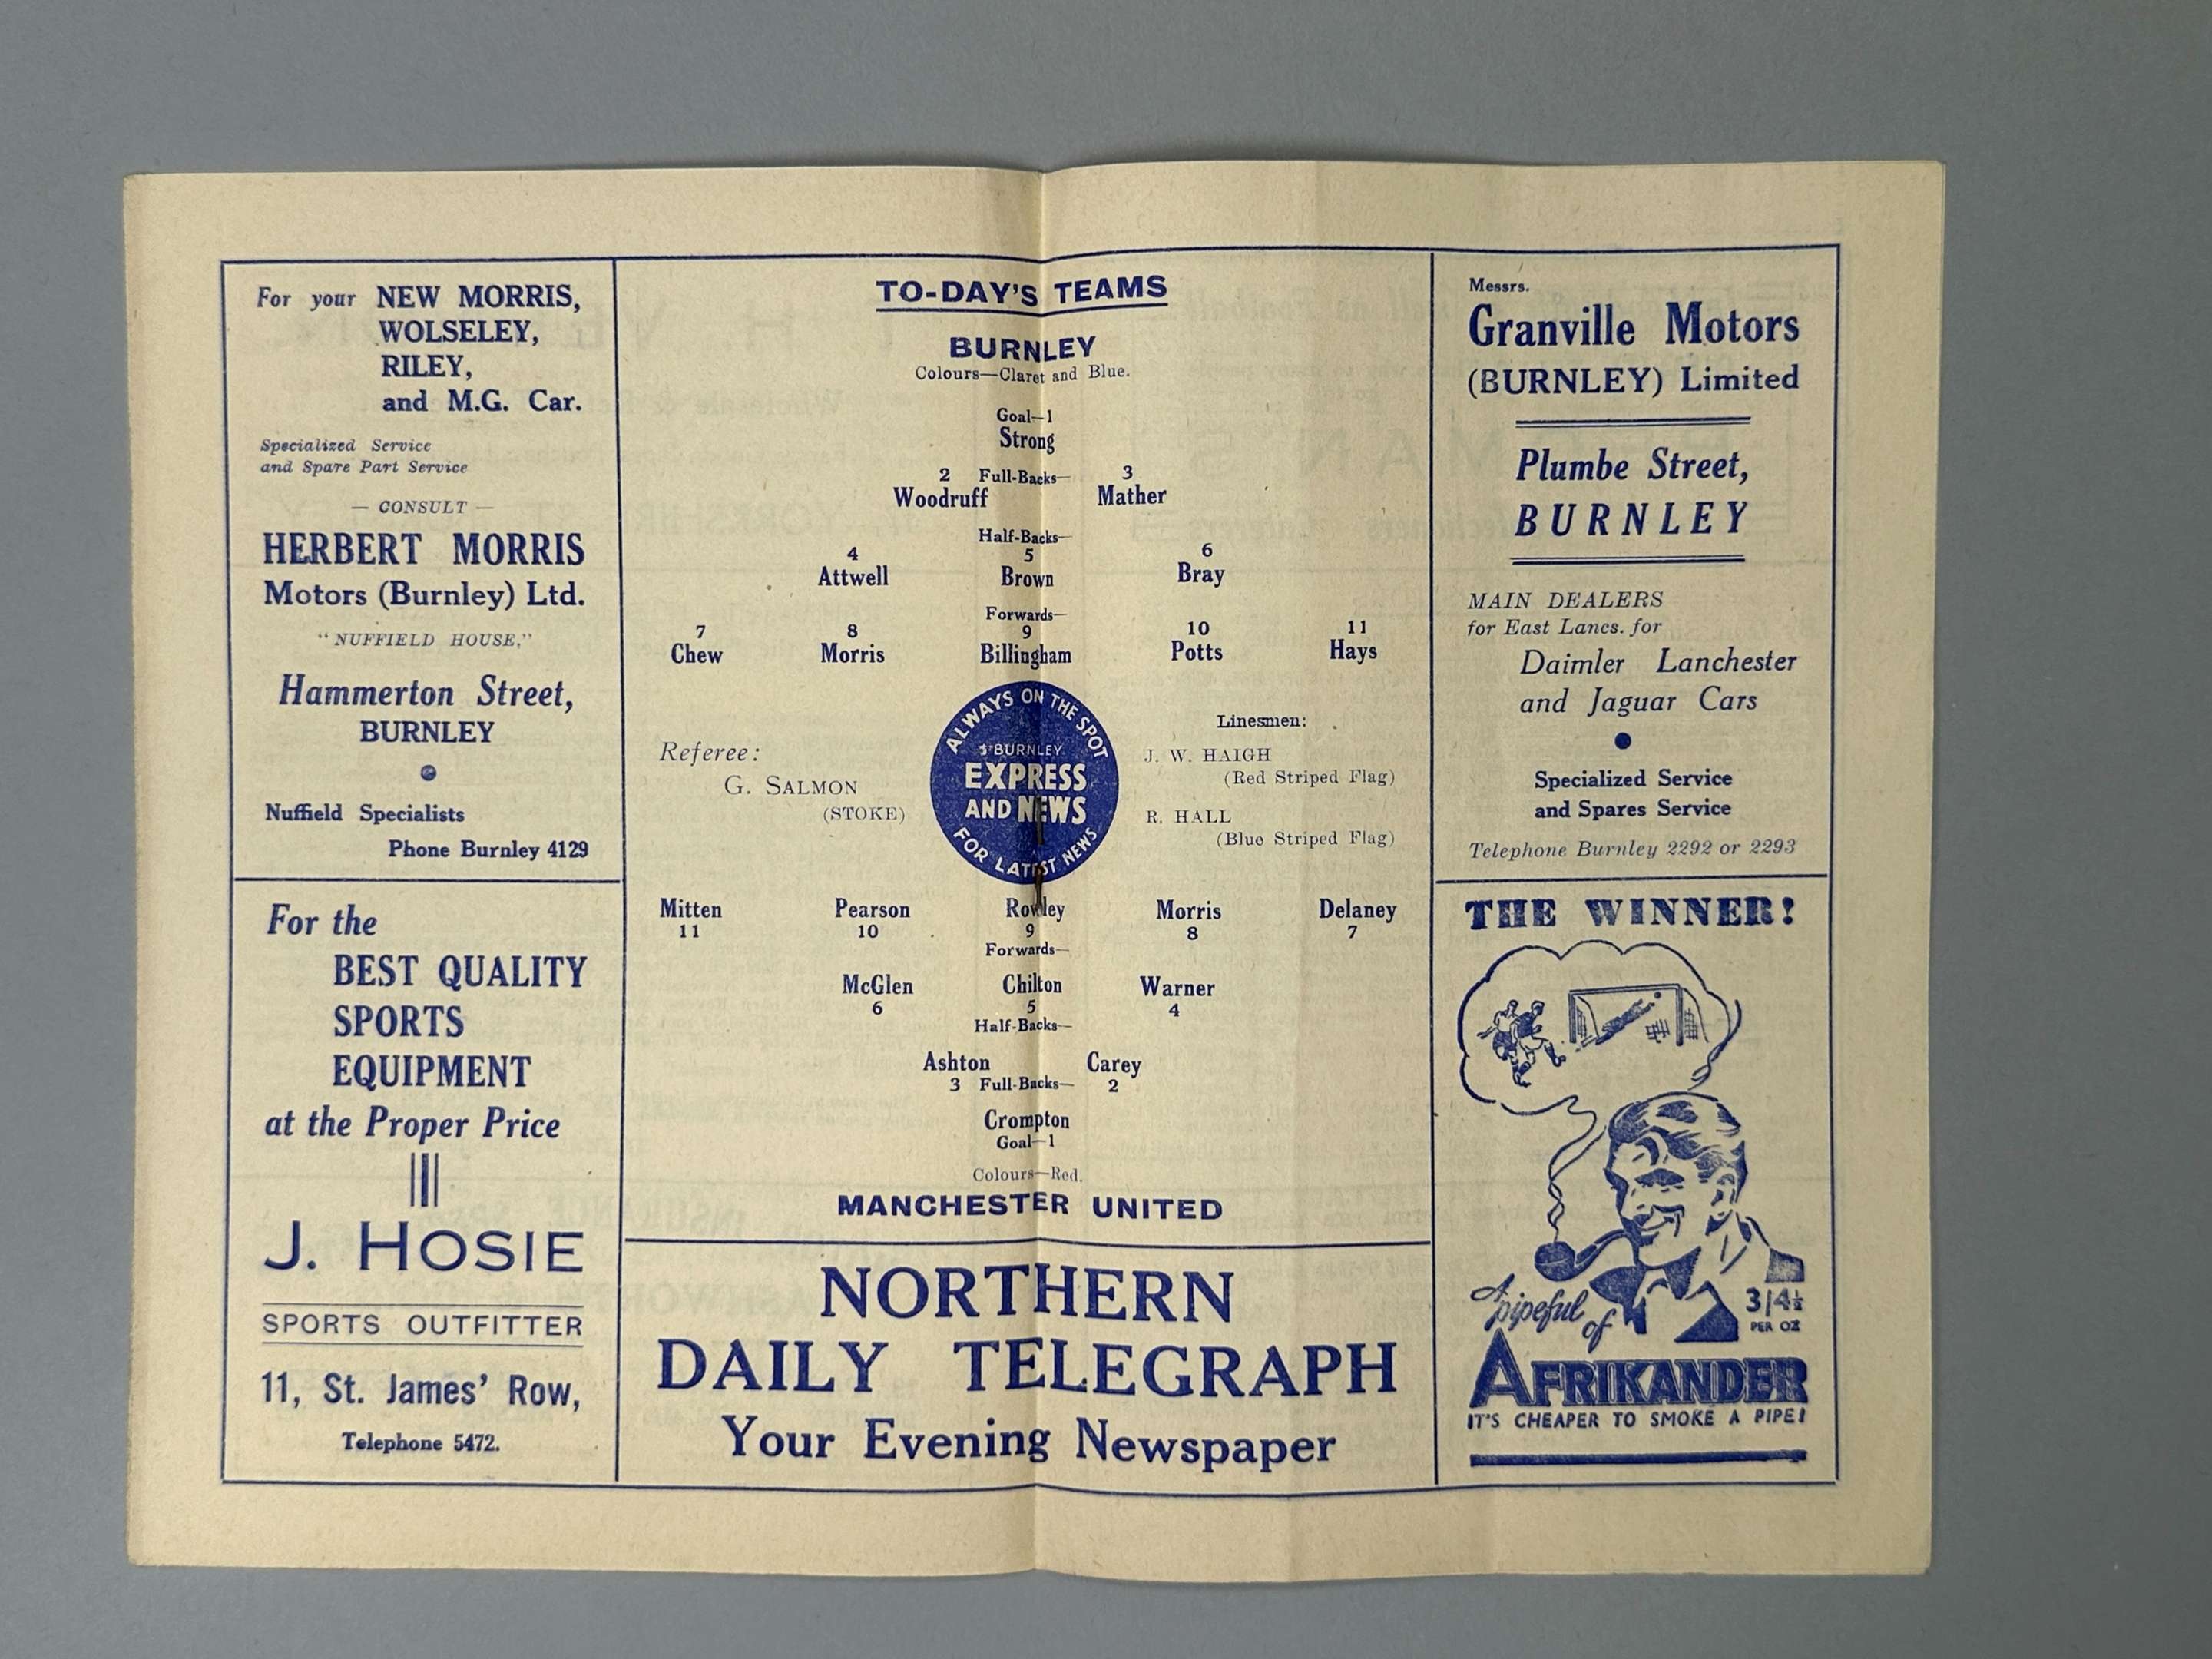 For your NEW MORRIS,
WOLSELEY,
RILEY,
and M.G. Car.
Specialized Service
and Spare Part Service
— CONSULT —
HERBERT MORRIS
Motors (Burnley) Ltd.
"NUFFIELD HOUSE,"
Hammerton Street,
BURNLEY
Nuffield Specialists
Phone Burnley 4129
For the
BEST QUALITY
SPORTS
EQUIPMENT
at the Proper Price
J. HOSIE
SPORTS OUTFITTER
11, St. James' Row,
Telephone 5472.
TO-DAY'S TEAMS
BURNLEY
Colours—Claret and Blue.
Goal—1
Strong
2 Full-Backs— 3
Woodruff Mather
Half-Backs—
4 5 6
Attwell Brown Bray
Forwards—
7 8 9 10 11
Chew Morris Billingham Potts Hays
Referee:
G. SALMON
(STOKE)
ALWAYS ON THE SPOT
BURNLEY
EXPRESS
AND NEWS
FOR LATEST NEWS
Linesmen:
J. W. HAIGH
(Red Striped Flag)
R. HALL
(Blue Striped Flag)
Mitten Pearson Rowley Morris Delaney
11 10 9 8 7
Forwards—
McGlen Chilton Warner
6 5 4
Half-Backs—
Ashton Carey
3 Full-Backs— 2
Crompton
Goal—1
Colours—Red.
MANCHESTER UNITED
NORTHERN
DAILY TELEGRAPH
Your Evening Newspaper
Messrs.
Granville Motors
(BURNLEY) Limited
Plumbe Street,
BURNLEY
MAIN DEALERS
for East Lancs. for
Daimler Lanchester
and Jaguar Cars
Specialized Service
and Spares Service
Telephone Burnley 2292 or 2293
THE WINNER!
A pipeful of
3/4½
PER OZ
AFRIKANDER
IT'S CHEAPER TO SMOKE A PIPE!